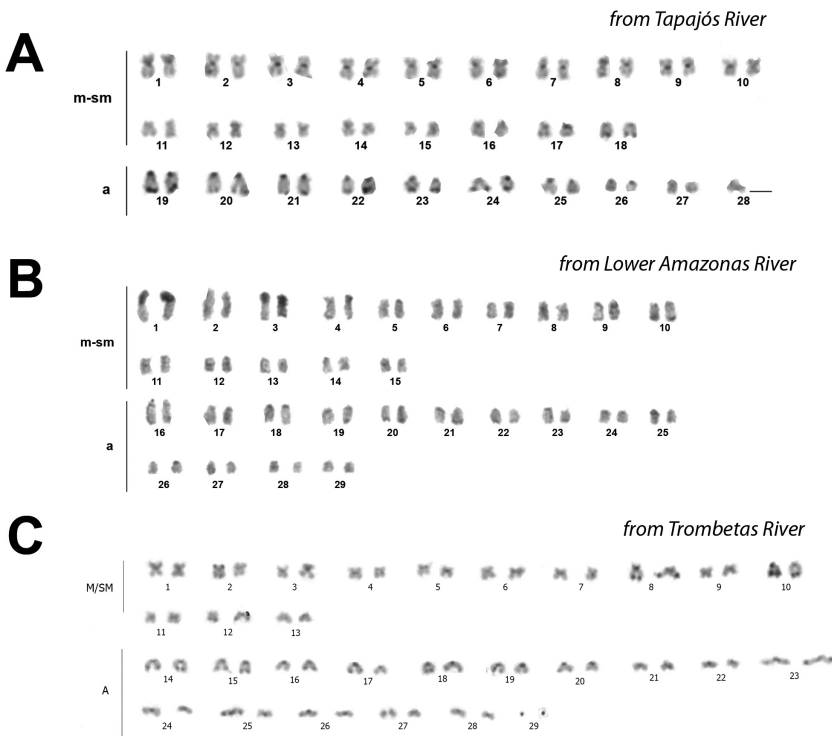 from Tapajós River
A
m-sm
1 2 3 4 5 6 7 8 9 10
11 12 13 14 15 16 17 18
a
19 20 21 22 23 24 25 26 27 28
from Lower Amazonas River
B
m-sm
1 2 3 4 5 6 7 8 9 10
11 12 13 14 15
a
16 17 18 19 20 21 22 23 24 25
26 27 28 29
from Trombetas River
C
M/SM
1 2 3 4 5 6 7 8 9 10
11 12 13
A
14 15 16 17 18 19 20 21 22 23
24 25 26 27 28 29